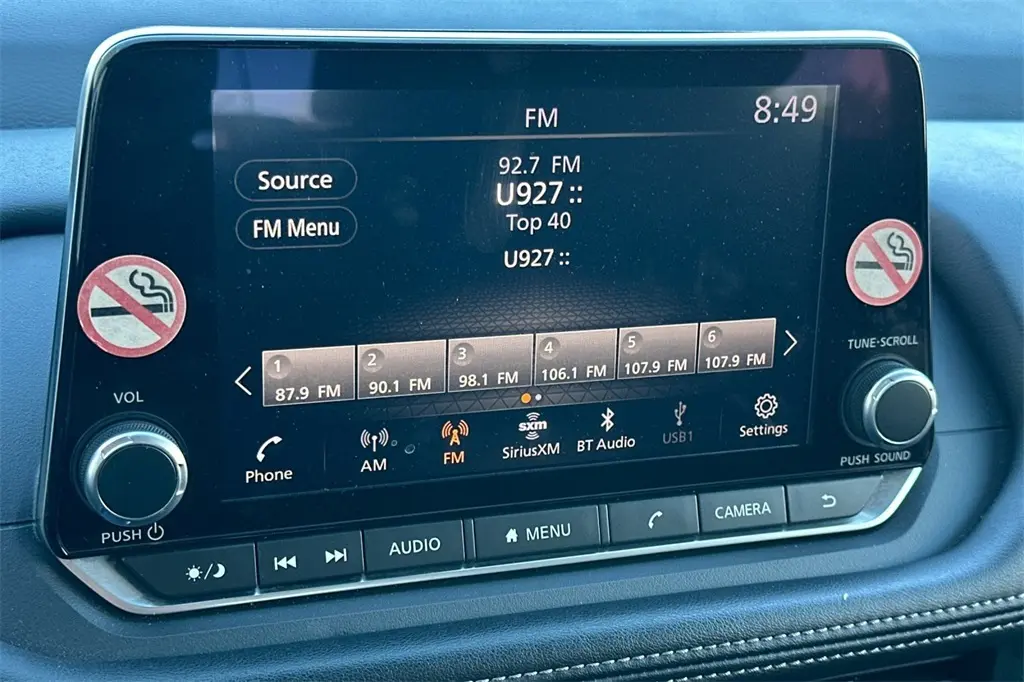 FM
8:49
92.7 FM
U927 ::
Top 40
U927 ::
Source
FM Menu
1
87.9 FM
2
90.1 FM
3
98.1 FM
4
106.1 FM
5
107.9 FM
6
107.9 FM
Phone
AM
FM
sxm
SiriusXM
BT Audio
USB1
Settings
VOL
PUSH
TUNE·SCROLL
PUSH SOUND
AUDIO
MENU
CAMERA